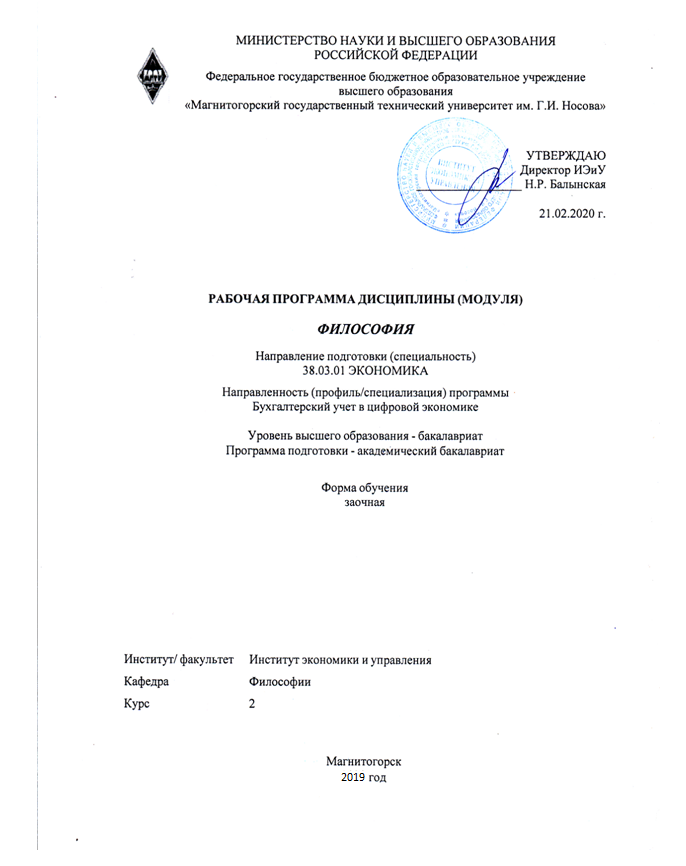 МИНИСТЕРСТВО НАУКИ И ВЫСШЕГО ОБРАЗОВАНИЯ
РОССИЙСКОЙ ФЕДЕРАЦИИ
Федеральное государственное бюджетное образовательное учреждение
высшего образования
«Магнитогорский государственный технический университет им. Г.И. Носова»
УТВЕРЖДАЮ
Директор ИЭиУ
Н.Р. Балынская
21.02.2020 г.
РАБОЧАЯ ПРОГРАММА ДИСЦИПЛИНЫ (МОДУЛЯ)
ФИЛОСОФИЯ
Направление подготовки (специальность)
38.03.01 ЭКОНОМИКА
Направленность (профиль/специализация) программы
Бухгалтерский учет в цифровой экономике
Уровень высшего образования - бакалавриат
Программа подготовки - академический бакалавриат
Форма обучения
заочная
Институт/ факультет Институт экономики и управления
Кафедра Философии
Курс 2
Магнитогорск
2019 год